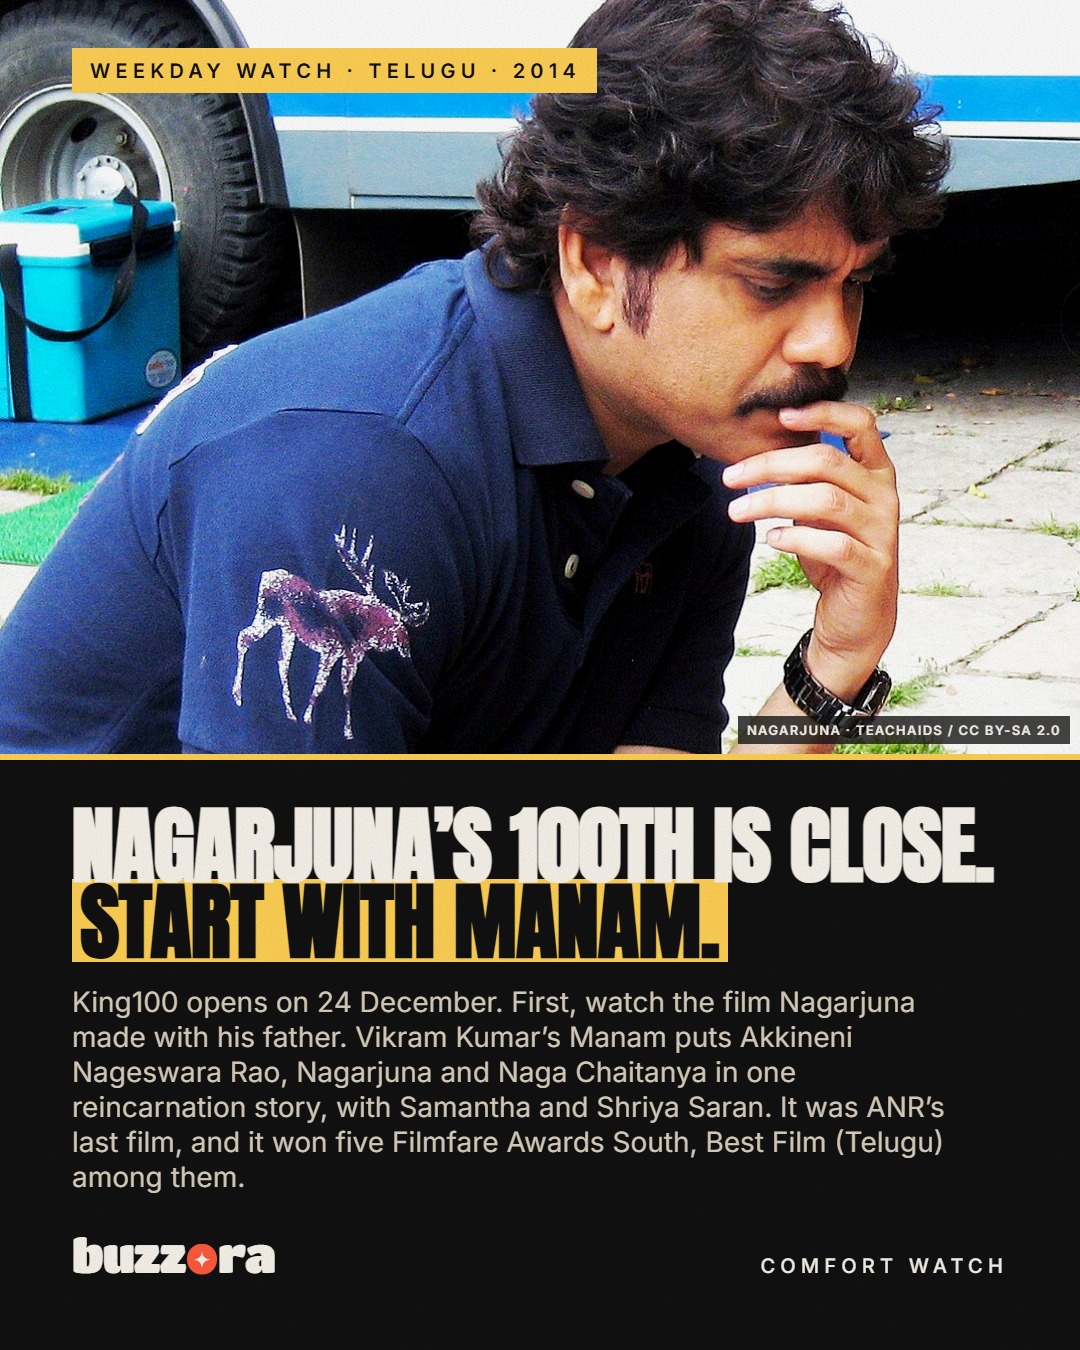 WEEKDAY WATCH · TELUGU · 2014
NAGARJUNA · TEACHAIDS / CC BY-SA 2.0
NAGARJUNA’S 100TH IS CLOSE.
START WITH MANAM.
King100 opens on 24 December. First, watch the film Nagarjuna
made with his father. Vikram Kumar’s Manam puts Akkineni
Nageswara Rao, Nagarjuna and Naga Chaitanya in one
reincarnation story, with Samantha and Shriya Saran. It was ANR’s
last film, and it won five Filmfare Awards South, Best Film (Telugu)
among them.
buzzora
COMFORT WATCH